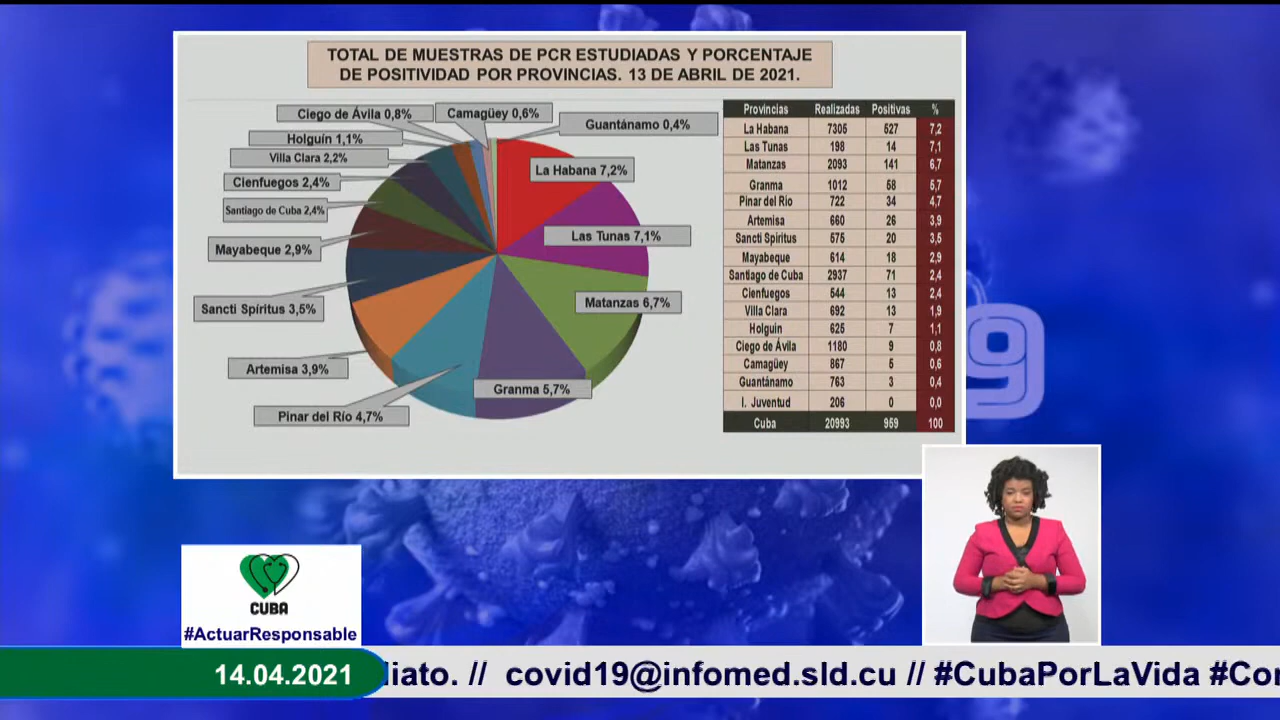 TOTAL DE MUESTRAS DE PCR ESTUDIADAS Y PORCENTAJE
DE POSITIVIDAD POR PROVINCIAS. 13 DE ABRIL DE 2021.
Ciego de Ávila 0,8%
Camagüey 0,6%
Guantánamo 0,4%
Holguín 1,1%
Villa Clara 2,2%
La Habana 7,2%
Cienfuegos 2,4%
Santiago de Cuba 2,4%
Las Tunas 7,1%
Mayabeque 2,9%
Matanzas 6,7%
Sancti Spíritus 3,5%
Artemisa 3,9%
Granma 5,7%
Pinar del Río 4,7%
Provincias Realizadas Positivas %
La Habana 7305 527 7,2
Las Tunas 198 14 7,1
Matanzas 2093 141 6,7
Granma 1012 58 5,7
Pinar del Rio 722 34 4,7
Artemisa 660 26 3,9
Sancti Spiritus 575 20 3,5
Mayabeque 614 18 2,9
Santiago de Cuba 2937 71 2,4
Cienfuegos 544 13 2,4
Villa Clara 692 13 1,9
Holguin 625 7 1,1
Ciego de Ávila 1180 9 0,8
Camagüey 867 5 0,6
Guantánamo 763 3 0,4
I. Juventud 206 0 0,0
Cuba 20993 959 100
9
CUBA
#ActuarResponsable
14.04.2021
diato. // covid19@infomed.sld.cu // #CubaPorLaVida #Cor